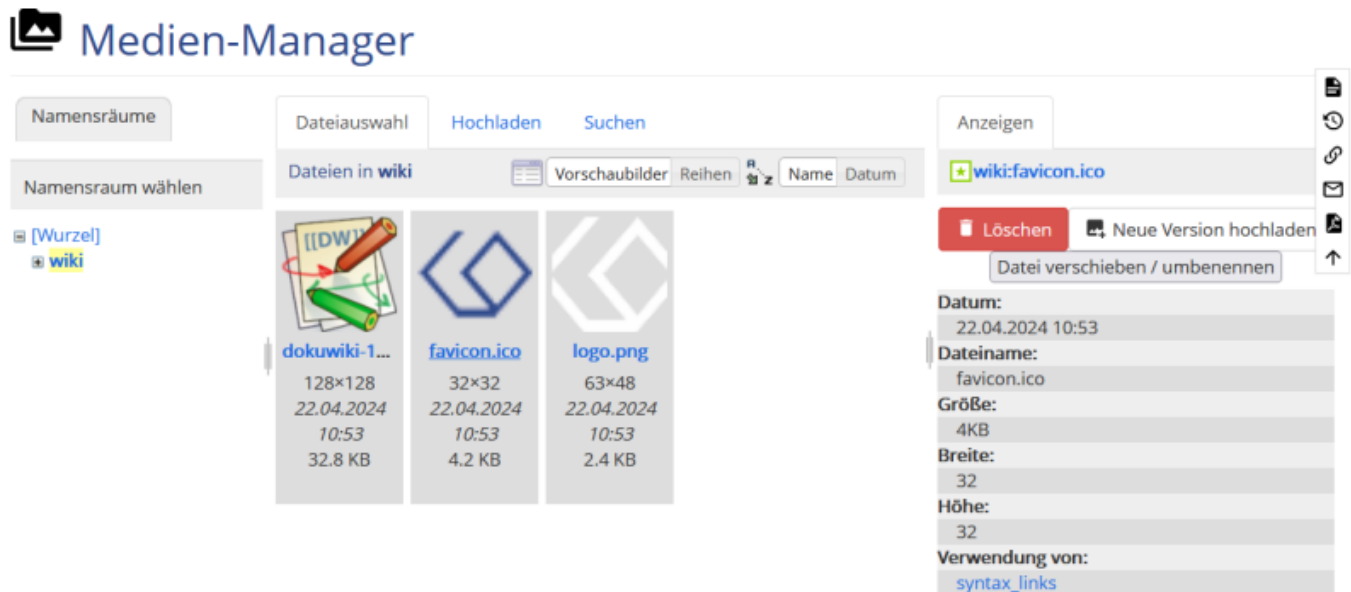 Medien-Manager
Namensräume
Namensraum wählen
[Wurzel]
wiki
Dateiauswahl Hochladen Suchen
Dateien in wiki Vorschaubilder Reihen Name Datum
[[DW]]
dokuwiki-1...
128×128
22.04.2024
10:53
32.8 KB
favicon.ico
32×32
22.04.2024
10:53
4.2 KB
logo.png
63×48
22.04.2024
10:53
2.4 KB
Anzeigen
wiki:favicon.ico
Löschen Neue Version hochladen
Datei verschieben / umbenennen
Datum:
22.04.2024 10:53
Dateiname:
favicon.ico
Größe:
4KB
Breite:
32
Höhe:
32
Verwendung von:
syntax_links